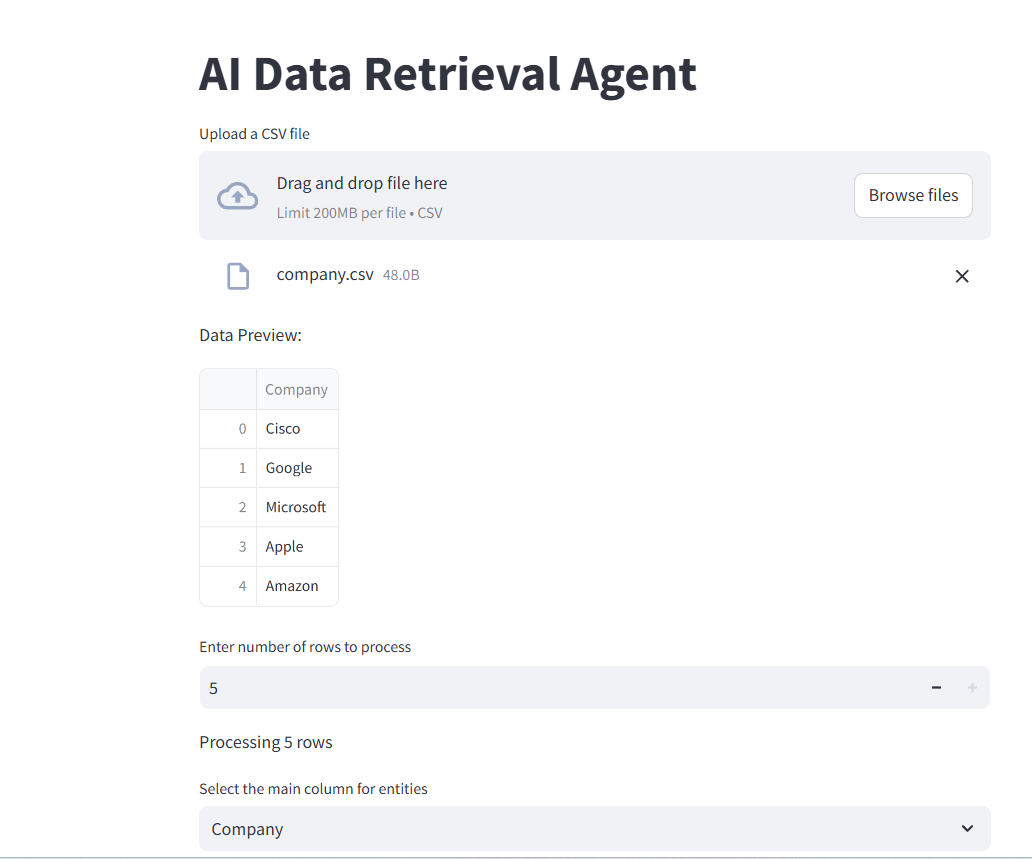 AI Data Retrieval Agent
Upload a CSV file
Drag and drop file here
Limit 200MB per file • CSV
Browse files
company.csv 48.0B
Data Preview:
Company
0 Cisco
1 Google
2 Microsoft
3 Apple
4 Amazon
Enter number of rows to process
5
Processing 5 rows
Select the main column for entities
Company